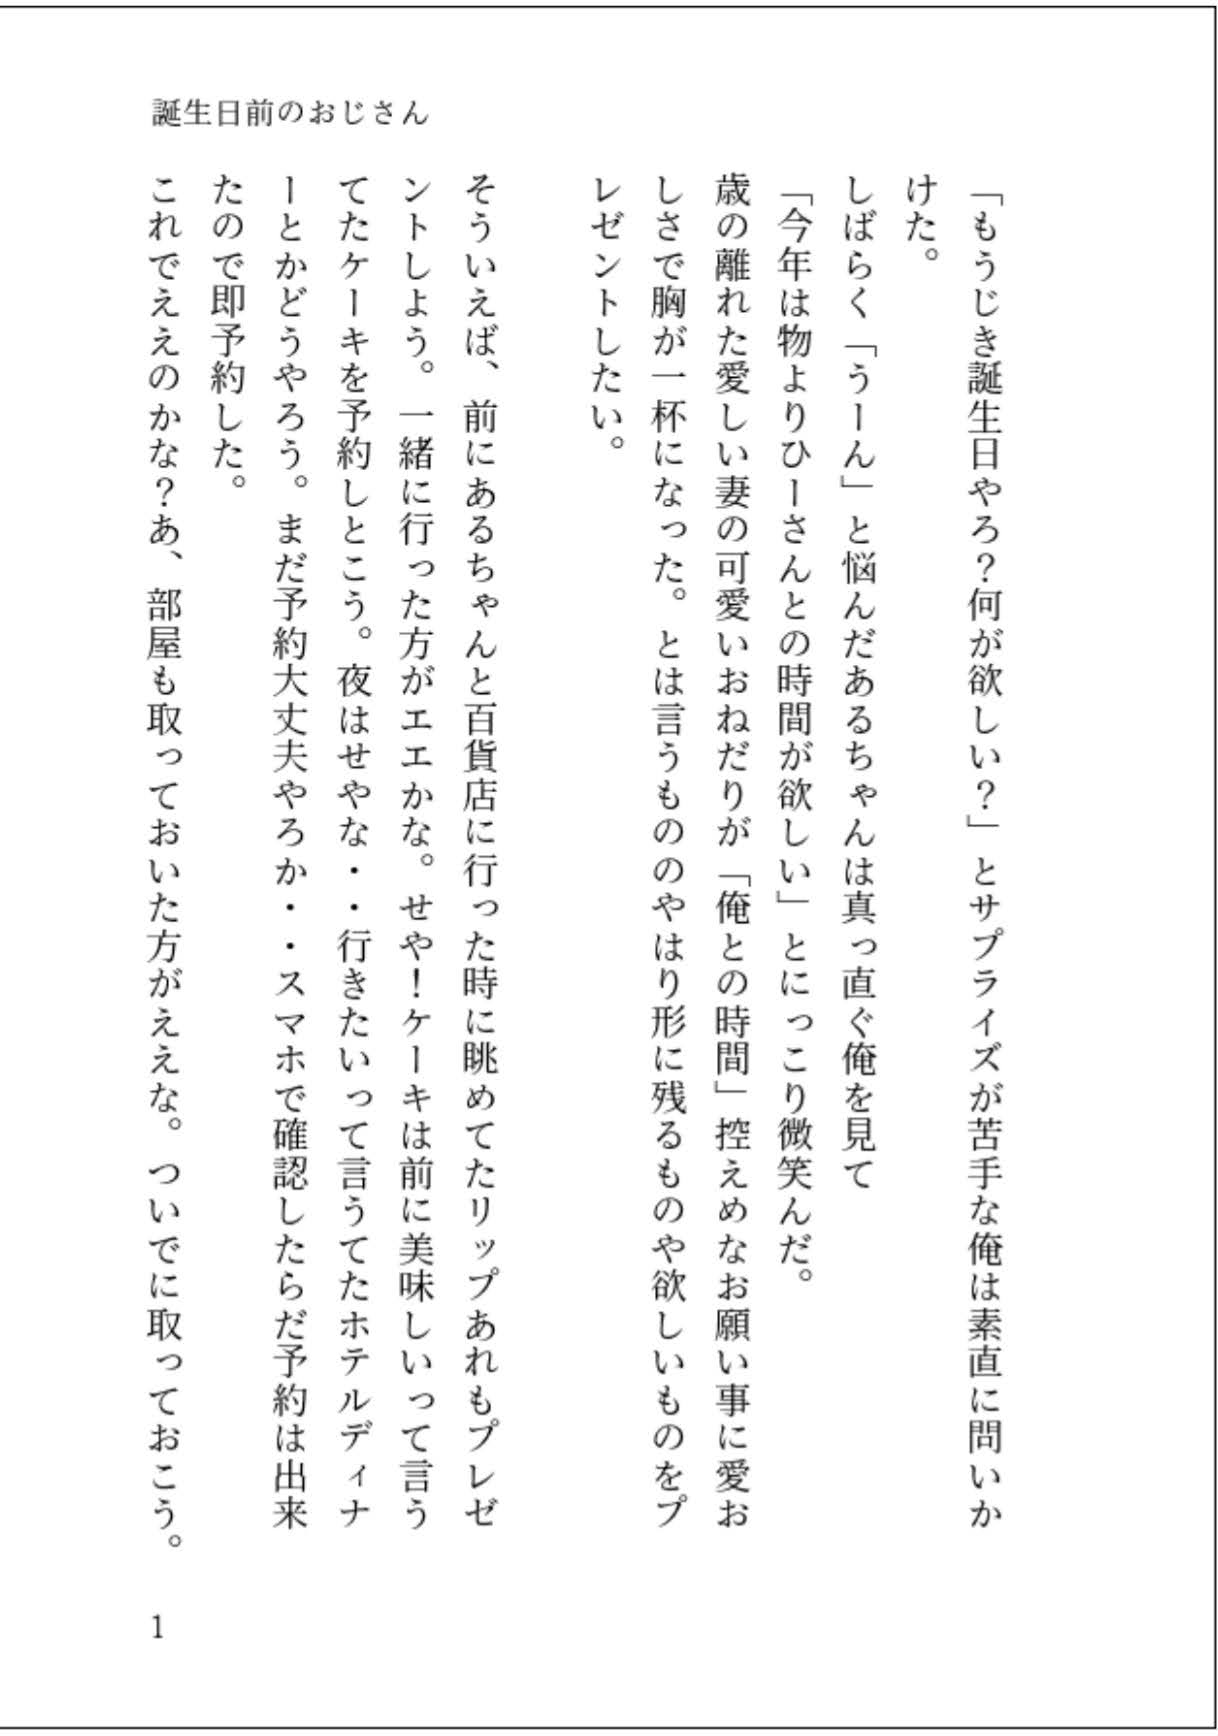 誕生日前のおじさん
「もうじき誕生日やろ？何が欲しい？」とサプライズが苦手な俺は素直に問いか
けた。
しばらく「うーん」と悩んだあるちゃんは真っ直ぐ俺を見て
「今年は物よりひーさんとの時間が欲しい」とにっこり微笑んだ。
歳の離れた愛しい妻の可愛いおねだりが「俺との時間」控えめなお願い事に愛お
しさで胸が一杯になった。とは言うもののやはり形に残るものや欲しいものをプ
レゼントしたい。
そういえば、前にあるちゃんと百貨店に行った時に眺めてたリップあれもプレゼ
ントしよう。一緒に行った方がエエかな。せや！ケーキは前に美味しいって言う
てたケーキを予約しとこう。夜はせやな・・行きたいって言うてたホテルディナ
ーとかどうやろう。まだ予約大丈夫やろか・・スマホで確認したらだ予約は出来
たので即予約した。
これでええのかな？あ、部屋も取っておいた方がええな。ついでに取っておこう。
1